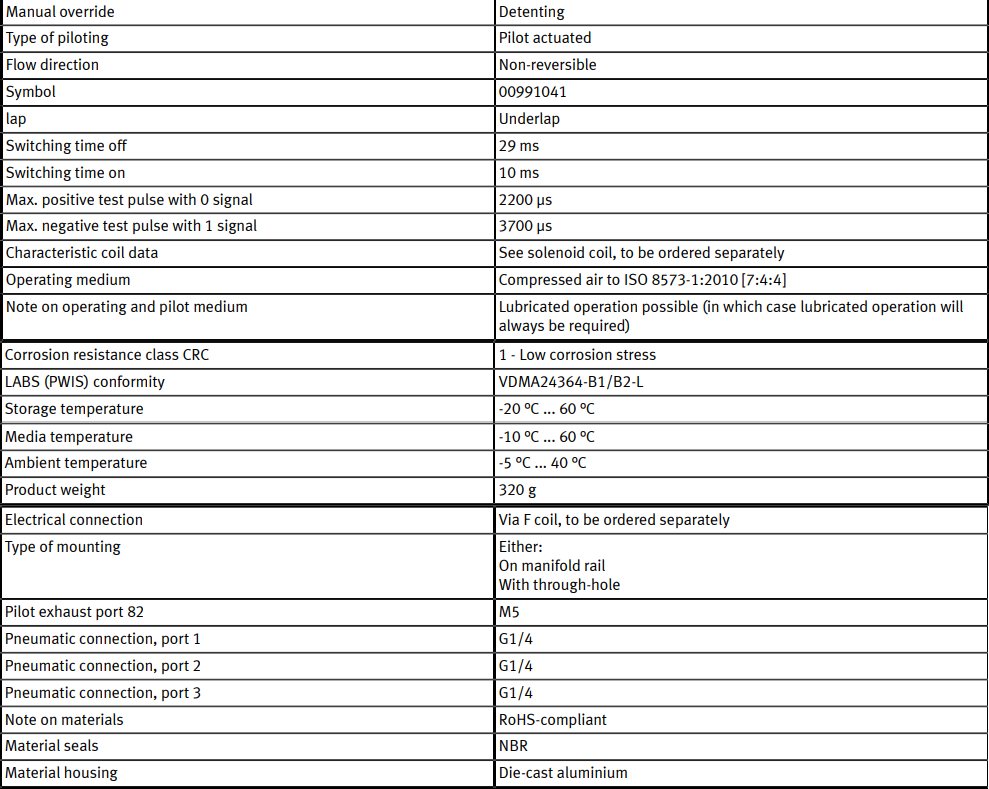 Manual override Detenting
Type of piloting Pilot actuated
Flow direction Non-reversible
Symbol 00991041
lap Underlap
Switching time off 29 ms
Switching time on 10 ms
Max. positive test pulse with 0 signal 2200 µs
Max. negative test pulse with 1 signal 3700 µs
Characteristic coil data See solenoid coil, to be ordered separately
Operating medium Compressed air to ISO 8573-1:2010 [7:4:4]
Note on operating and pilot medium Lubricated operation possible (in which case lubricated operation will
always be required)
Corrosion resistance class CRC 1 - Low corrosion stress
LABS (PWIS) conformity VDMA24364-B1/B2-L
Storage temperature -20 °C ... 60 °C
Media temperature -10 °C ... 60 °C
Ambient temperature -5 °C ... 40 °C
Product weight 320 g
Electrical connection Via F coil, to be ordered separately
Type of mounting Either:
On manifold rail
With through-hole
Pilot exhaust port 82 M5
Pneumatic connection, port 1 G1/4
Pneumatic connection, port 2 G1/4
Pneumatic connection, port 3 G1/4
Note on materials RoHS-compliant
Material seals NBR
Material housing Die-cast aluminium